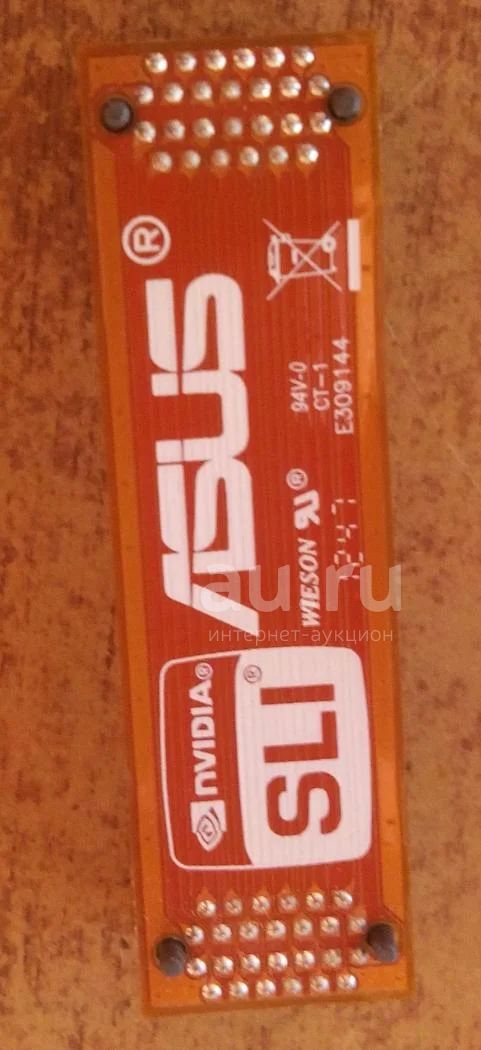 ASUS®
94V-0
CT-1
E309144
WIESON ®
nVIDIA®
SLI®
au.ru
интернет-аукцион